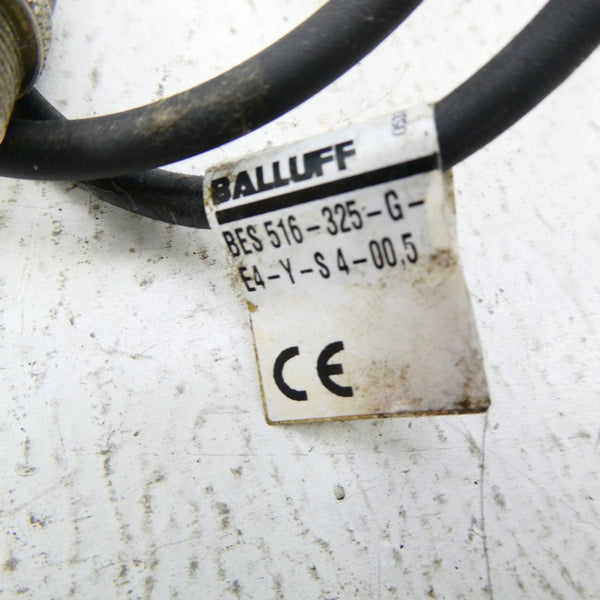 BALLUFF
BES 516-325-G-
E4-Y-S 4-00,5
CE